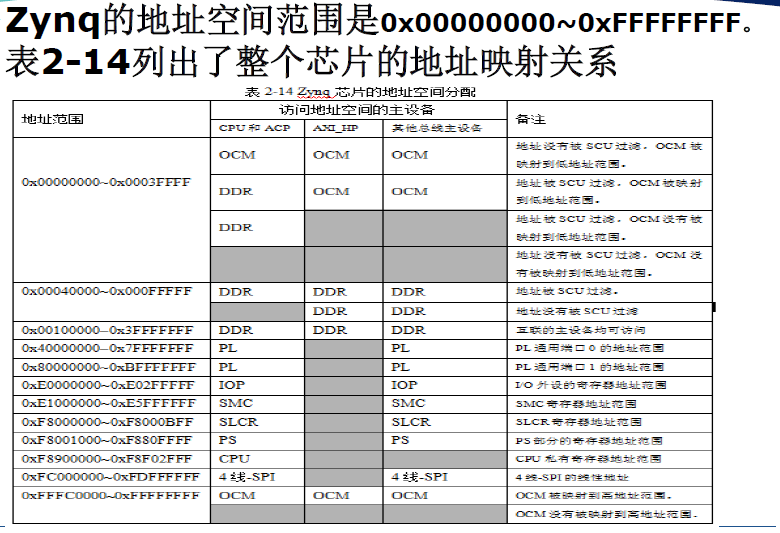 Zynq的地址空间范围是0x00000000~0xFFFFFFFF。
表2-14列出了整个芯片的地址映射关系
表 2-14 Zynq 芯片的地址空间分配
地址范围 访问地址空间的主设备 备注
CPU 和 ACP AXI_HP 其他总线主设备
0x00000000~0x0003FFFF OCM OCM OCM 地址没有被 SCU 过滤，OCM 被
映射到低地址范围。
DDR OCM OCM 地址被 SCU 过滤，OCM 被映射
到低地址范围。
DDR 地址被 SCU 过滤，OCM 没有被
映射到低地址范围。
地址没有被 SCU 过滤，OCM 没
有被映射到低地址范围。
0x00040000~0x000FFFFF DDR DDR DDR 地址被 SCU 过滤。
DDR DDR 地址没有被 SCU 过滤
0x00100000~0x3FFFFFFF DDR DDR DDR 互联的主设备均可访问
0x40000000~0x7FFFFFFF PL PL PL 通用端口 0 的地址范围
0x80000000~0xBFFFFFFF PL PL PL 通用端口 1 的地址范围
0xE0000000~0xE02FFFFF IOP IOP I/O 外设的寄存器地址范围
0xE1000000~0xE5FFFFFF SMC SMC SMC 寄存器地址范围
0xF8000000~0xF8000BFF SLCR SLCR SLCR 寄存器地址范围
0xF8001000~0xF880FFFF PS PS PS 部分的寄存器地址范围
0xF8900000~0xF8F02FFF CPU CPU 私有寄存器地址范围
0xFC000000~0xFDFFFFFF 4 线-SPI 4 线-SPI 4 线-SPI 的线性地址
0xFFFC0000~0xFFFFFFFF OCM OCM OCM OCM 被映射到高地址范围。
OCM 没有被映射到高地址范围.